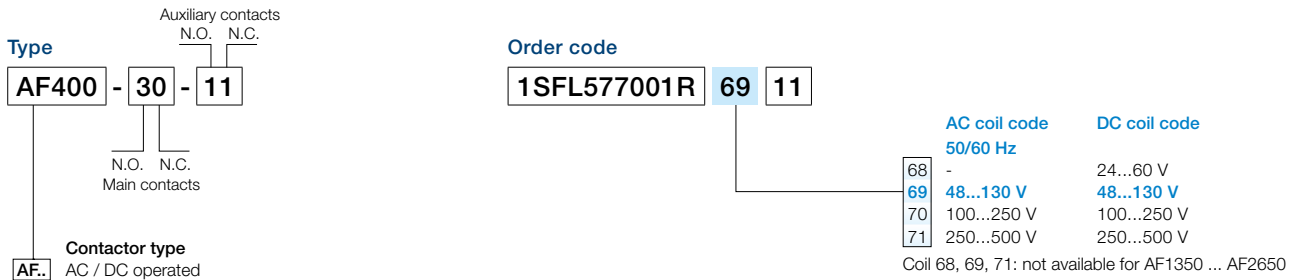 Auxiliary contacts
N.O. N.C.
Type
AF400 - 30 - 11
N.O. N.C.
Main contacts
Contactor type
AF.. AC / DC operated
Order code
1SFL577001R 69 11
AC coil code DC coil code
50/60 Hz
68 - 24...60 V
69 48...130 V 48...130 V
70 100...250 V 100...250 V
71 250...500 V 250...500 V
Coil 68, 69, 71: not available for AF1350 ... AF2650